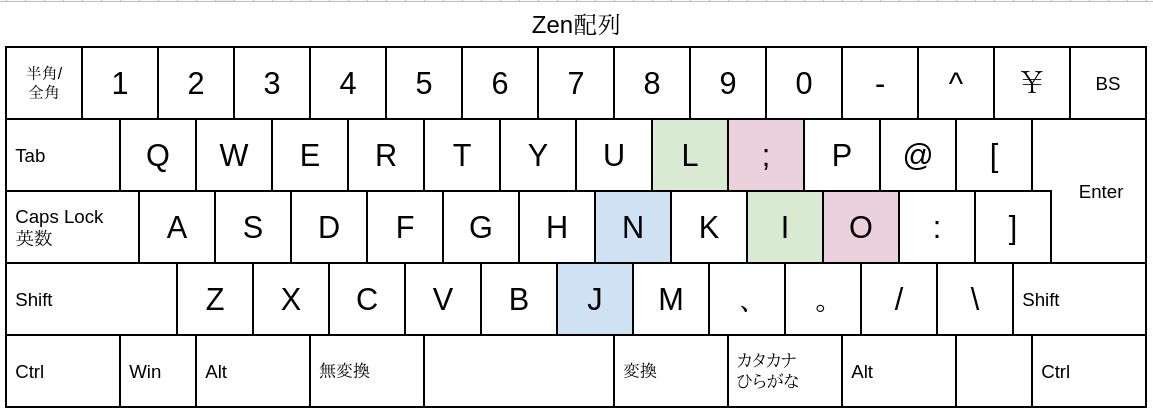 Zen配列
半角/
全角
1 2 3 4 5 6 7 8 9 0 - ^ ¥ BS
Tab Q W E R T Y U L ; P @ [
Enter
Caps Lock
英数
A S D F G H N K I O : ]
Shift Z X C V B J M 、 。 / \ Shift
Ctrl Win Alt 無変換 変換
カタカナ
ひらがな
Alt Ctrl